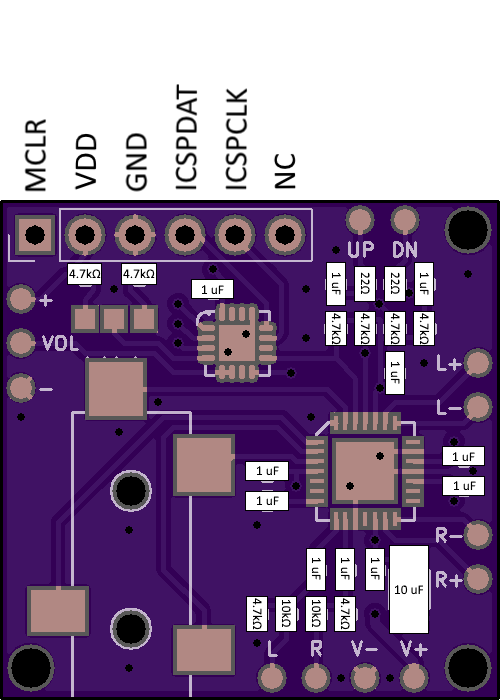 MCLR
VDD
GND
ICSPDAT
ICSPCLK
NC
UP DN
4.7kΩ 4.7kΩ
1 uF
1 uF 22Ω 22Ω 1 uF
+
4.7kΩ 4.7kΩ 4.7kΩ 4.7kΩ
VOL
1 uF
L+
-
L-
1 uF 1 uF
1 uF 1 uF
R-
1 uF 1 uF 1 uF
R+
10 uF
4.7kΩ 10kΩ 10kΩ 4.7kΩ
L R V- V+